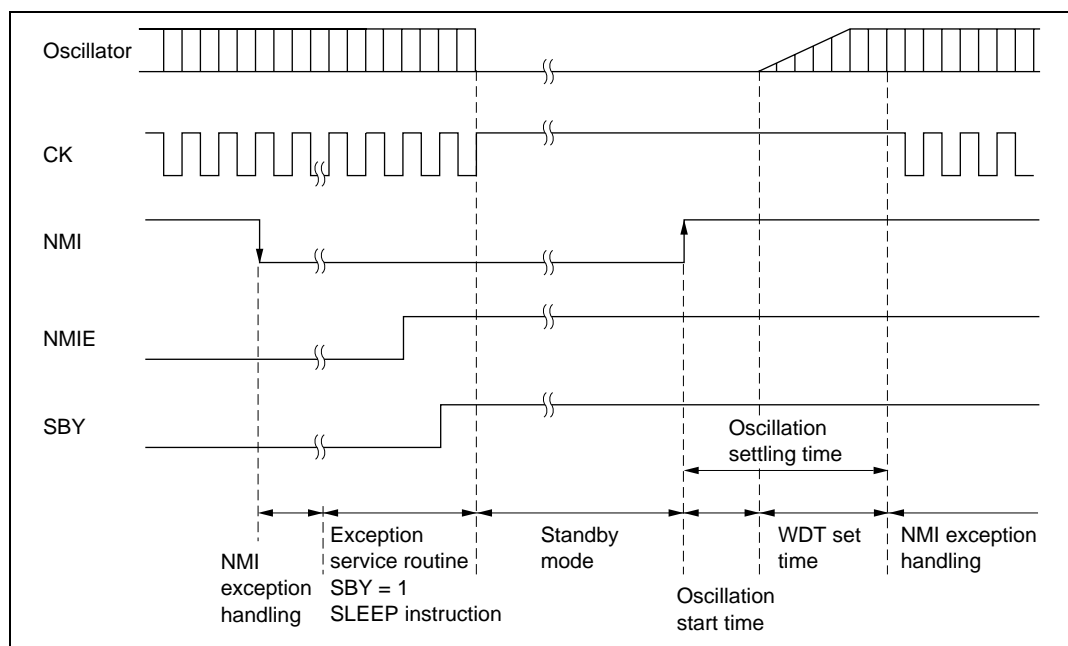 Oscillator
CK
NMI
NMIE
SBY
Oscillation
settling time
NMI
exception
handling
Exception
service routine
SBY = 1
SLEEP instruction
Standby
mode
Oscillation
start time
WDT set
time
NMI exception
handling